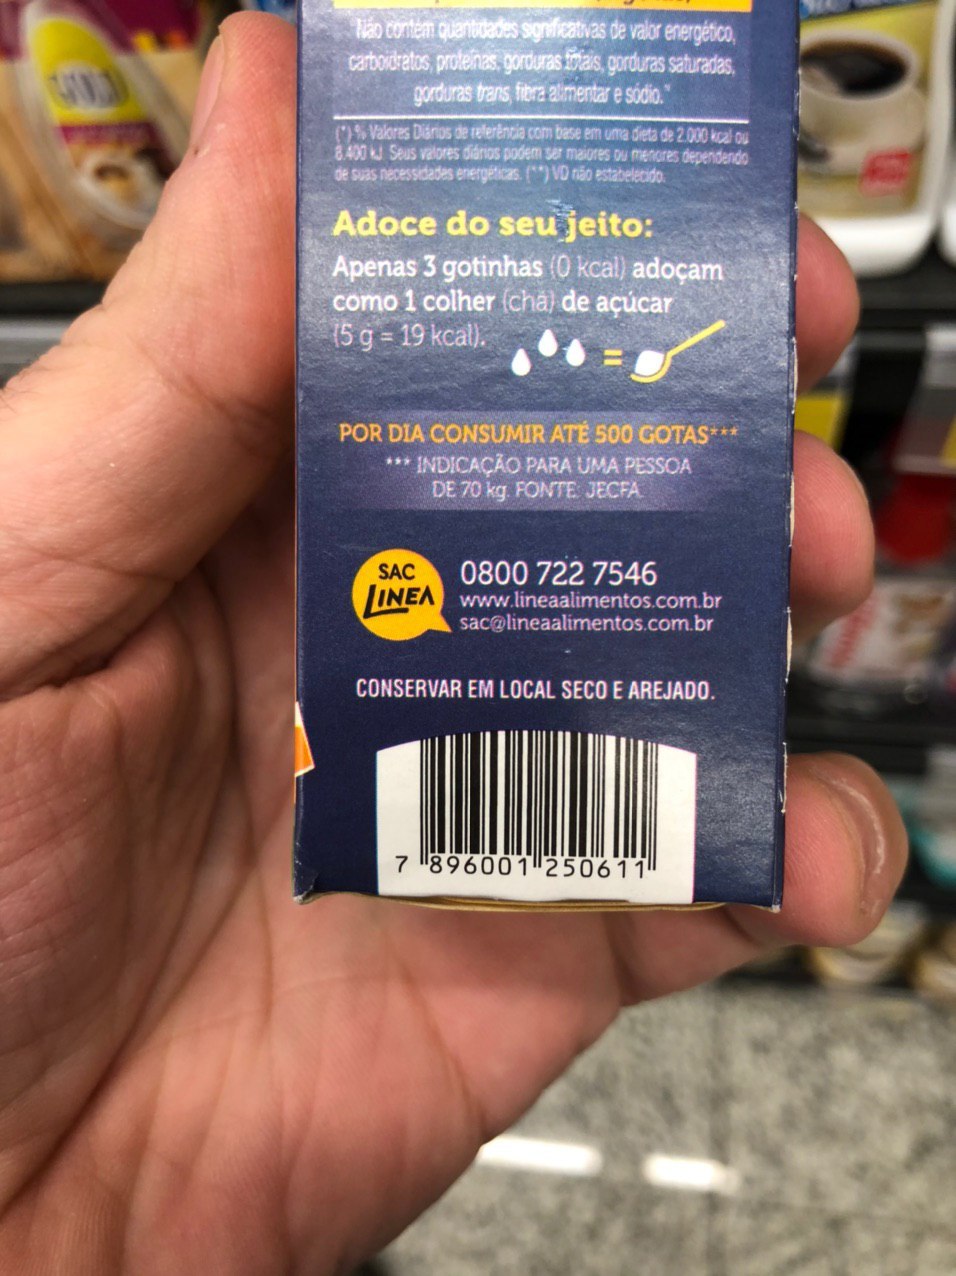 Não contém quantidades significativas de valor energético,
carboidratos, proteínas, gorduras totais, gorduras saturadas,
gorduras trans, fibra alimentar e sódio."
(*) % Valores Diários de referência com base em uma dieta de 2.000 kcal ou
8.400 kJ. Seus valores diários podem ser maiores ou menores dependendo
de suas necessidades energéticas. (**) VD não estabelecido.
Adoce do seu jeito:
Apenas 3 gotinhas (0 kcal) adoçam
como 1 colher (chá) de açúcar
(5 g = 19 kcal).
=
POR DIA CONSUMIR ATÉ 500 GOTAS***
*** INDICAÇÃO PARA UMA PESSOA
DE 70 kg. FONTE: JECFA.
SAC
LINEA
0800 722 7546
www.lineaalimentos.com.br
sac@lineaalimentos.com.br
CONSERVAR EM LOCAL SECO E AREJADO.
7 896001 250611